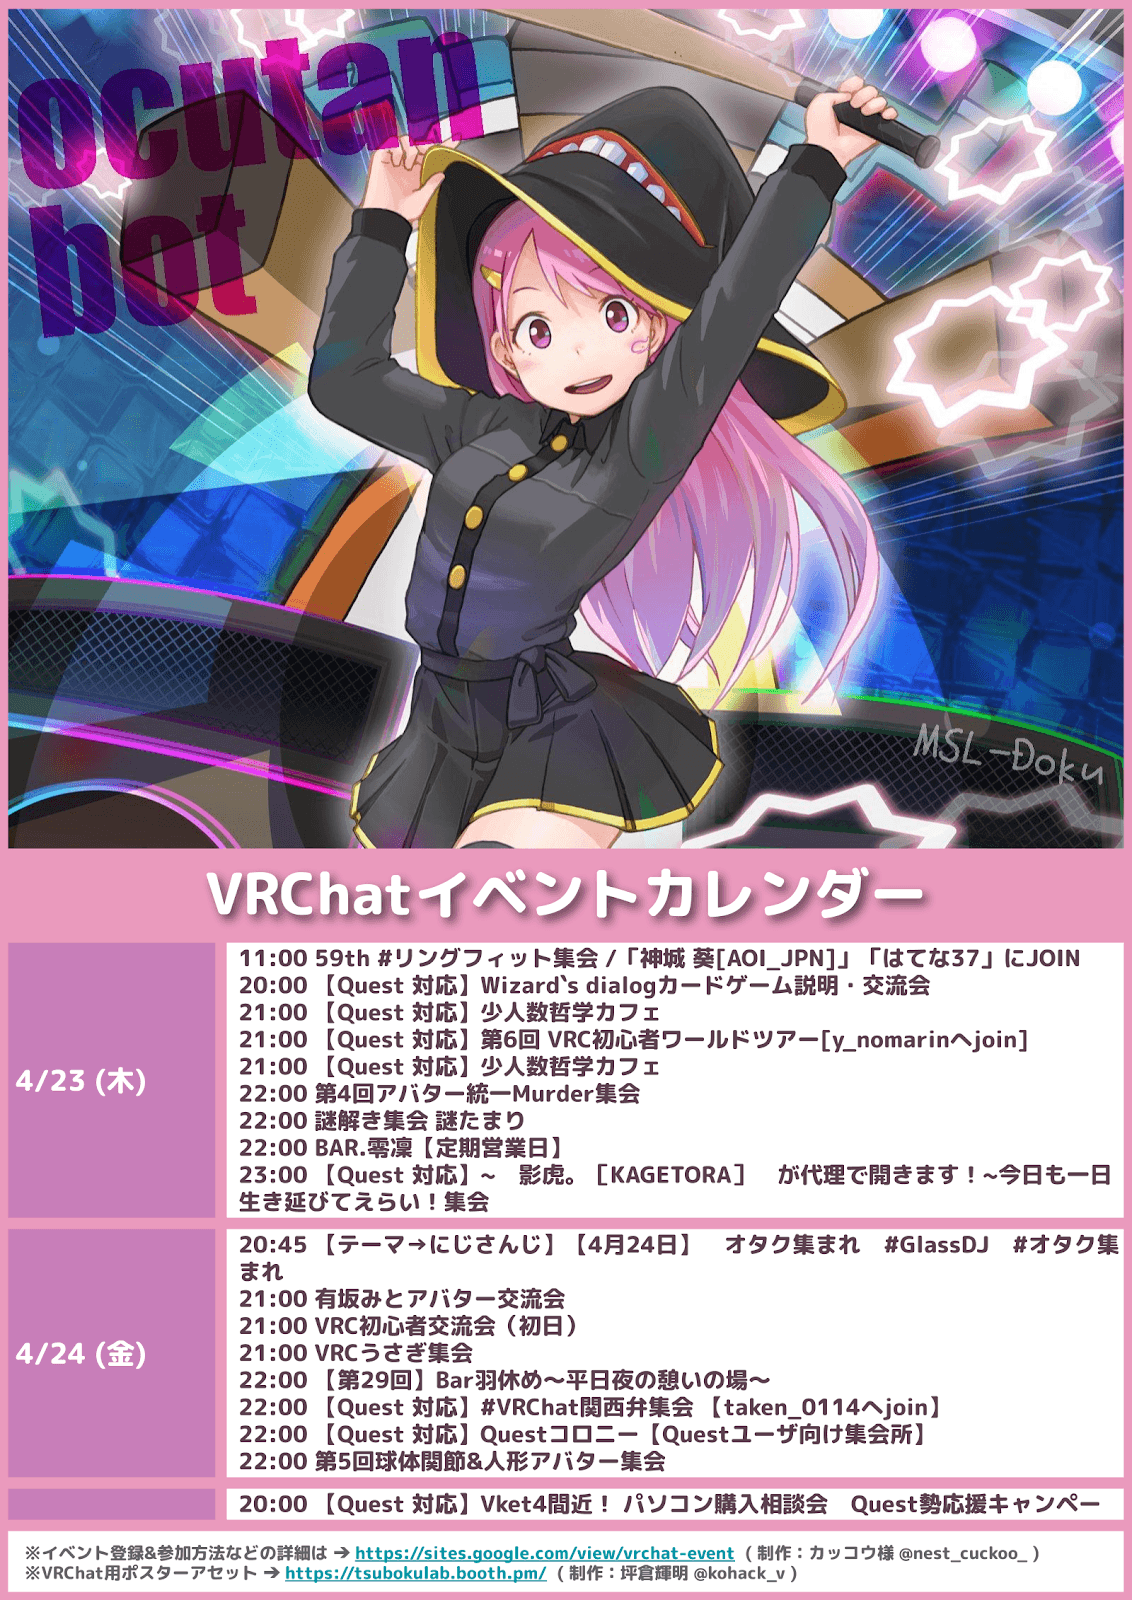 ocutan
bot
MSL-Doku
VRChatイベントカレンダー
4/23 (木)
11:00 59th #リングフィット集会 /「神城 葵[AOI_JPN]」「はてな37」にJOIN
20:00 【Quest 対応】Wizard`s dialogカードゲーム説明・交流会
21:00 【Quest 対応】少人数哲学カフェ
21:00 【Quest 対応】第6回 VRC初心者ワールドツアー[y_nomarinへjoin]
21:00 【Quest 対応】少人数哲学カフェ
22:00 第4回アバター統一Murder集会
22:00 謎解き集会 謎たまり
22:00 BAR.零凜【定期営業日】
23:00 【Quest 対応】~　影虎。［KAGETORA］　が代理で開きます！~今日も一日
生き延びてえらい！集会
4/24 (金)
20:45 【テーマ→にじさんじ】【4月24日】　オタク集まれ　#GlassDJ　#オタク集
まれ
21:00 有坂みとアバター交流会
21:00 VRC初心者交流会（初日）
21:00 VRCうさぎ集会
22:00 【第29回】Bar羽休め～平日夜の憩いの場～
22:00 【Quest 対応】#VRChat関西弁集会 【taken_0114へjoin】
22:00 【Quest 対応】Questコロニー【Questユーザ向け集会所】
22:00 第5回球体関節&人形アバター集会
20:00 【Quest 対応】Vket4間近！ パソコン購入相談会　Quest勢応援キャンペー
※イベント登録&参加方法などの詳細は → https://sites.google.com/view/vrchat-event ( 制作：カッコウ様 @nest_cuckoo_ )
※VRChat用ポスターアセット → https://tsubokulab.booth.pm/ ( 制作：坪倉輝明 @kohack_v )